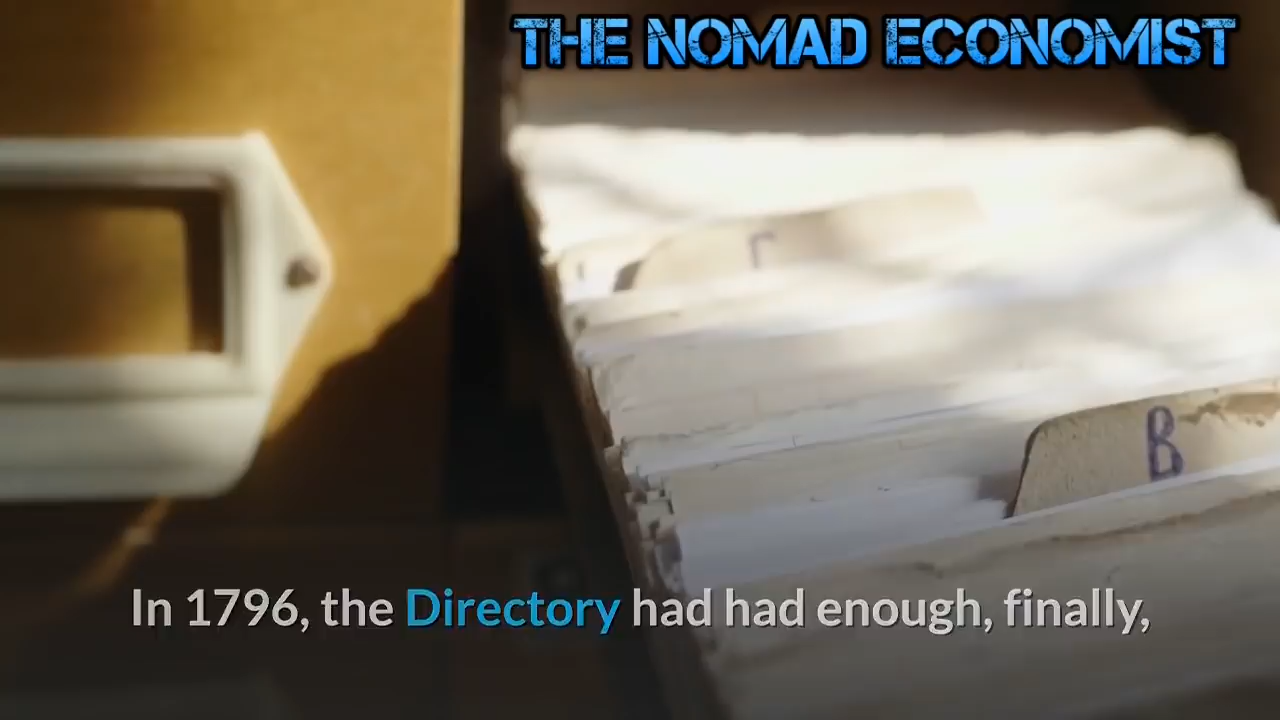 THE NOMAD ECONOMIST
Г
B
In 1796, the Directory had had enough, finally,